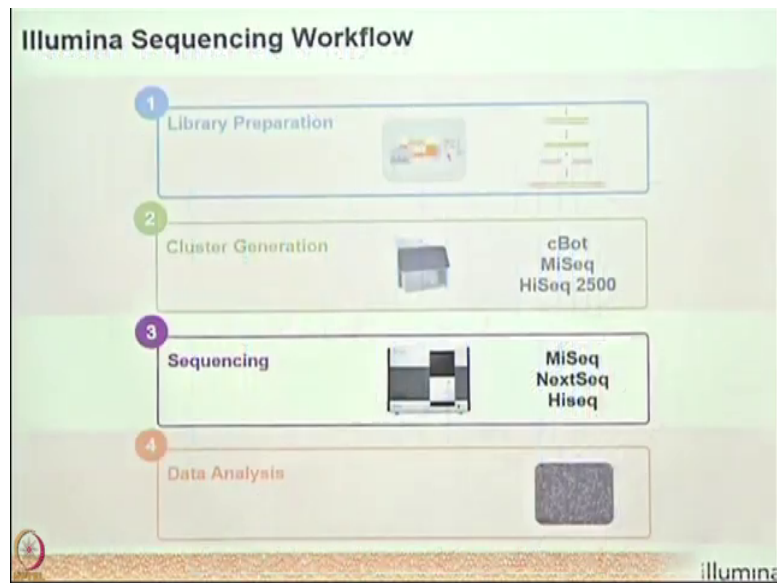 Illumina Sequencing Workflow
1
Library Preparation
2
Cluster Generation
cBot
MiSeq
HiSeq 2500
3
Sequencing
MiSeq
NextSeq
Hiseq
4
Data Analysis
illumina